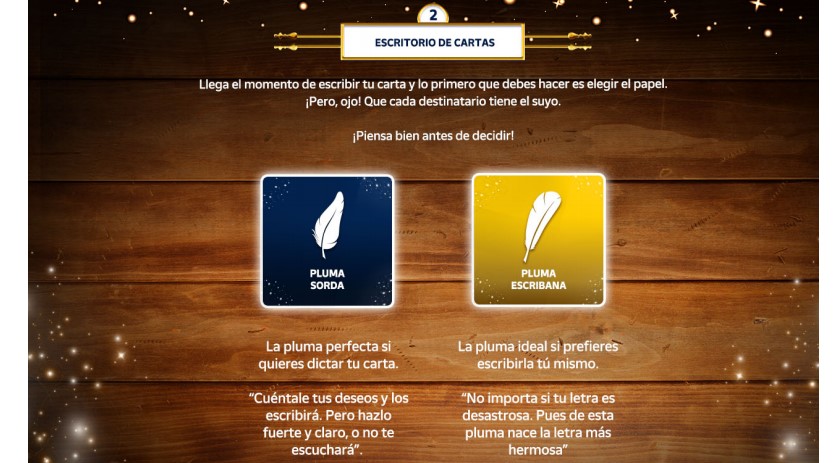 2
ESCRITORIO DE CARTAS
Llega el momento de escribir tu carta y lo primero que debes hacer es elegir el papel.
¡Pero, ojo! Que cada destinatario tiene el suyo.
¡Piensa bien antes de decidir!
PLUMA
SORDA
La pluma perfecta si
quieres dictar tu carta.
“Cuéntale tus deseos y los
escribirá. Pero hazlo
fuerte y claro, o no te
escuchará”.
PLUMA
ESCRIBANA
La pluma ideal si prefieres
escribirla tú mismo.
“No importa si tu letra es
desastrosa. Pues de esta
pluma nace la letra más
hermosa”